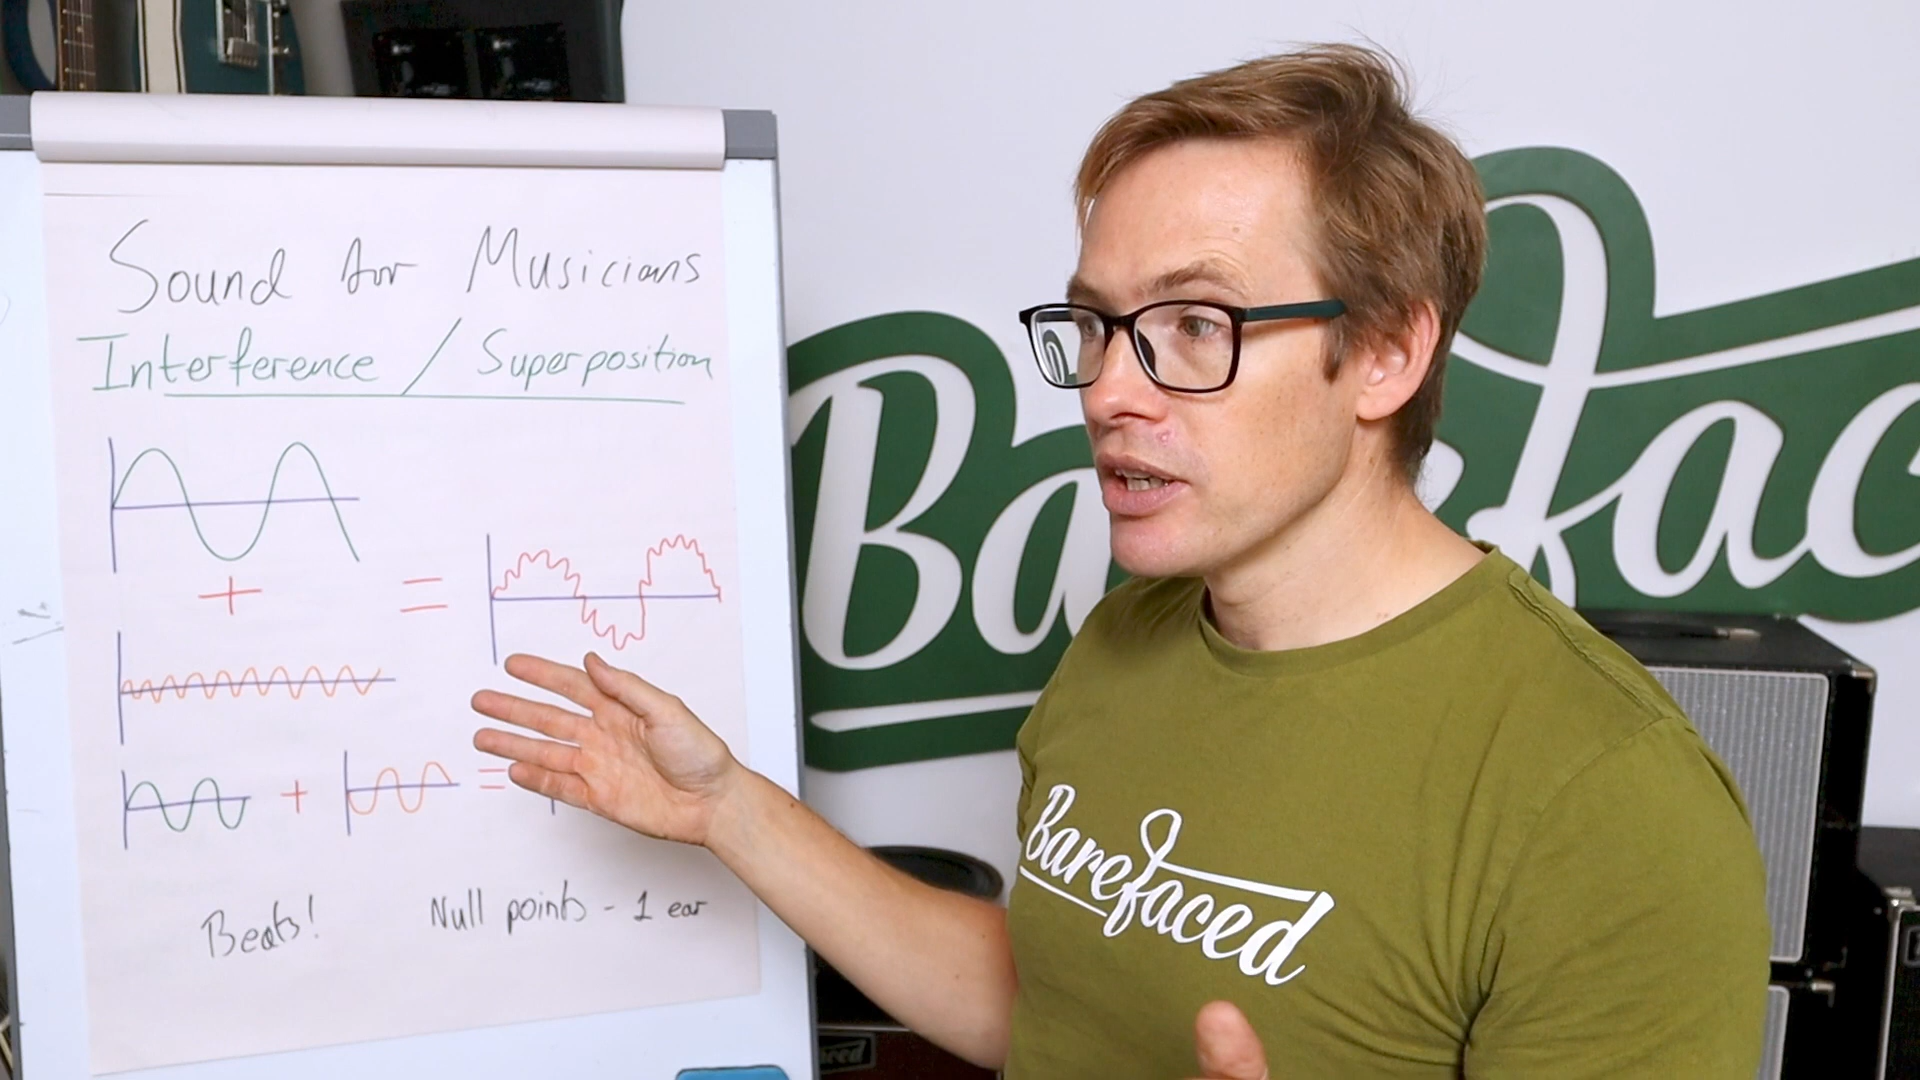 Sound for Musicians
Interference / Superposition
+
=
+ =
Beats! Null points - 1 ear
Barefaced